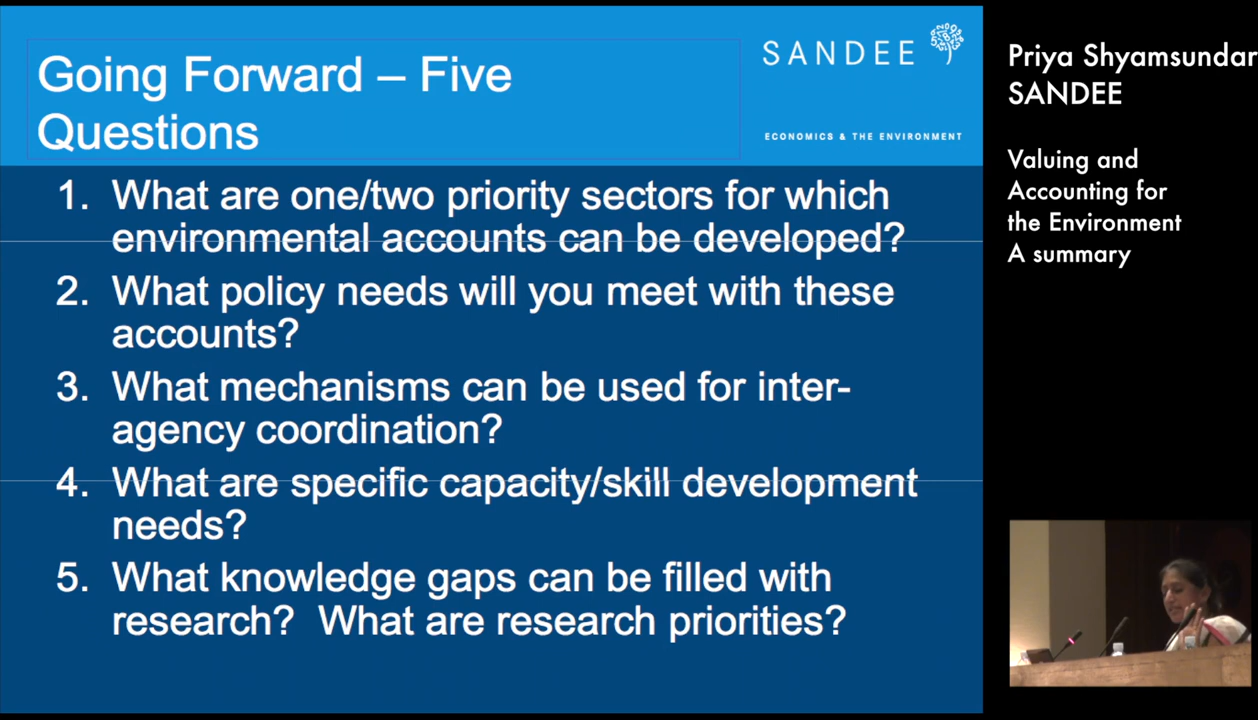 Going Forward – Five
Questions
SANDEE
ECONOMICS & THE ENVIRONMENT
1. What are one/two priority sectors for which
environmental accounts can be developed?
2. What policy needs will you meet with these
accounts?
3. What mechanisms can be used for inter-
agency coordination?
4. What are specific capacity/skill development
needs?
5. What knowledge gaps can be filled with
research? What are research priorities?
Priya Shyamsundar
SANDEE
Valuing and
Accounting for
the Environment
A summary